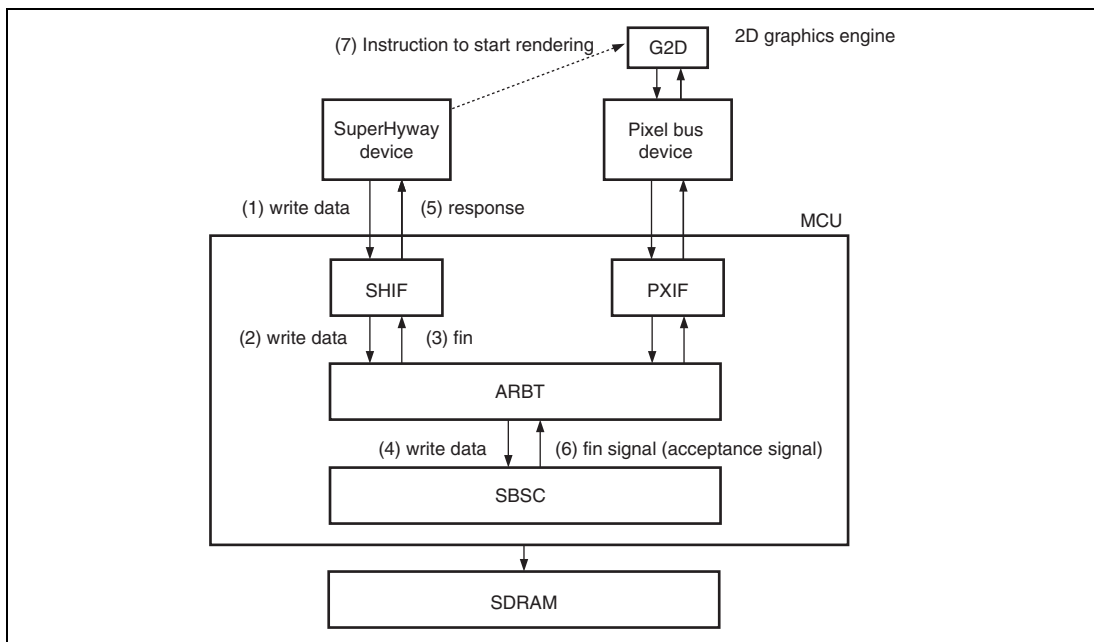 (7) Instruction to start rendering
G2D
2D graphics engine
SuperHyway
device
Pixel bus
device
(1) write data
(5) response
MCU
SHIF
PXIF
(2) write data
(3) fin
ARBT
(4) write data
(6) fin signal (acceptance signal)
SBSC
SDRAM